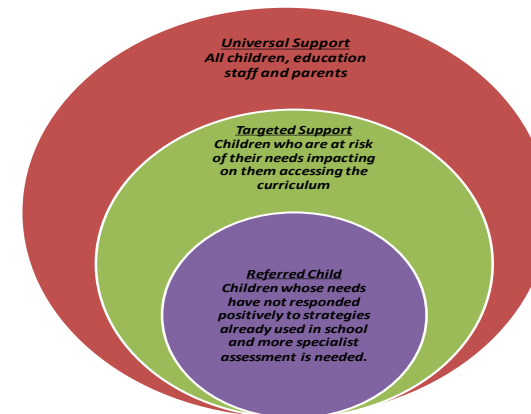 Universal Support
All children, education
staff and parents
Targeted Support
Children who are at risk
of their needs impacting
on them accessing the
curriculum
Referred Child
Children whose needs
have not responded
positively to strategies
already used in school
and more specialist
assessment is needed.